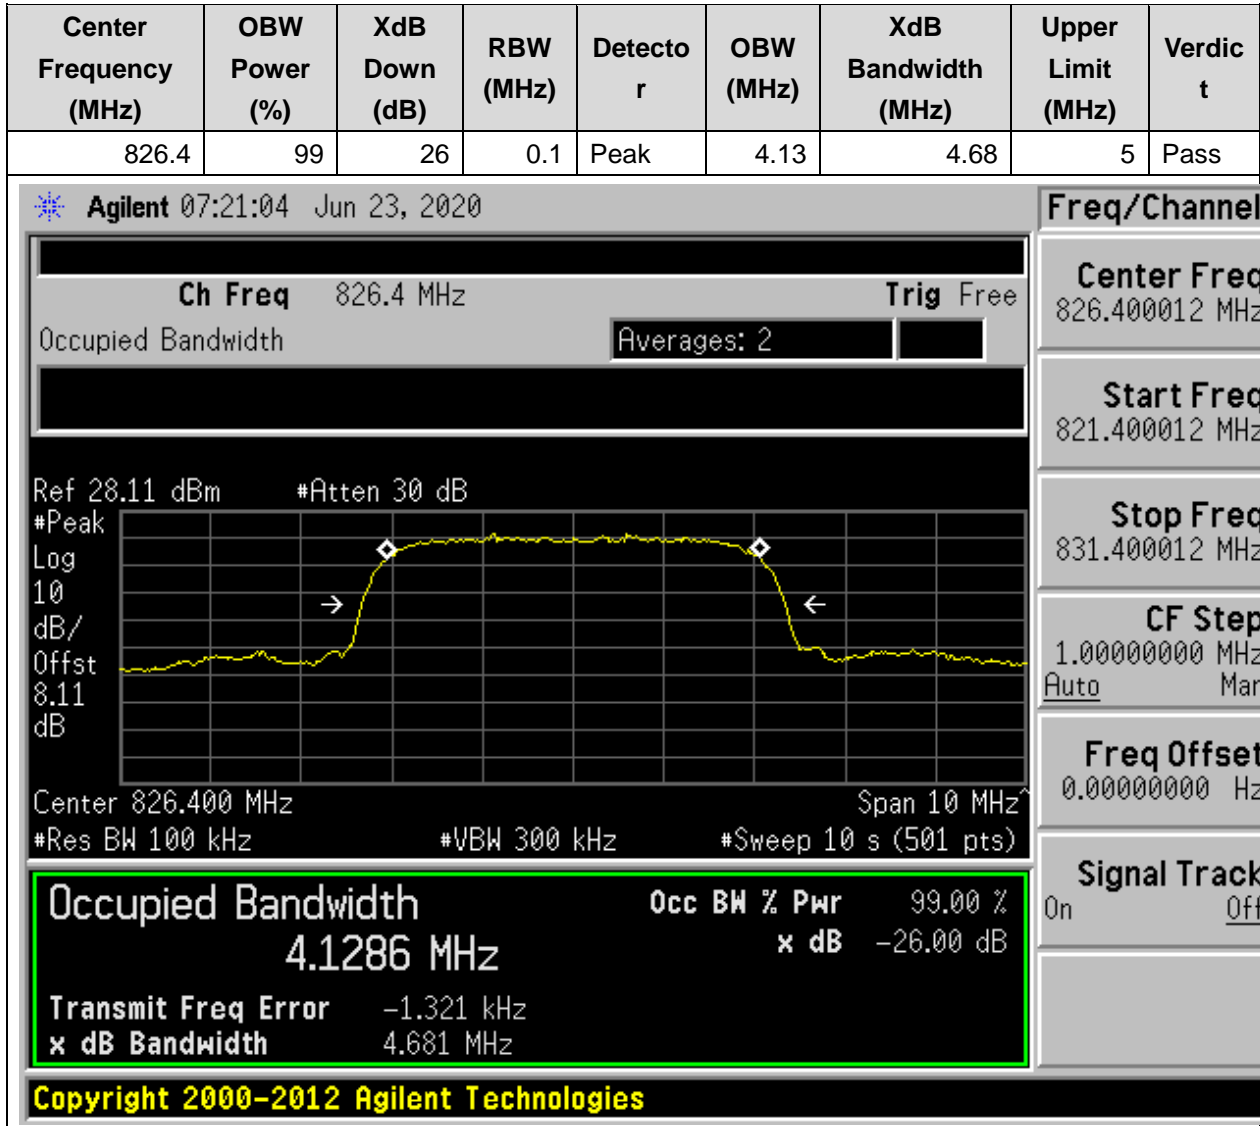 Center Frequency (MHz) OBW Power (%) XdB Down (dB) RBW (MHz) Detector OBW (MHz) XdB Bandwidth (MHz) Upper Limit (MHz) Verdict
826.4 99 26 0.1 Peak 4.13 4.68 5 Pass
Agilent 07:21:04 Jun 23, 2020
Freq/Channel
Ch Freq 826.4 MHz Trig Free
Occupied Bandwidth Averages: 2
Center Freq
826.400012 MHz
Start Freq
821.400012 MHz
Stop Freq
831.400012 MHz
CF Step
1.00000000 MHz
Auto Man
Freq Offset
0.00000000 Hz
Signal Track
On Off
Ref 28.11 dBm #Atten 30 dB
#Peak
Log
10
dB/
Offst
8.11
dB
Center 826.400 MHz Span 10 MHz^
#Res BW 100 kHz #VBW 300 kHz #Sweep 10 s (501 pts)
Occupied Bandwidth Occ BW % Pwr 99.00 %
4.1286 MHz x dB -26.00 dB
Transmit Freq Error -1.321 kHz
x dB Bandwidth 4.681 MHz
Copyright 2000-2012 Agilent Technologies